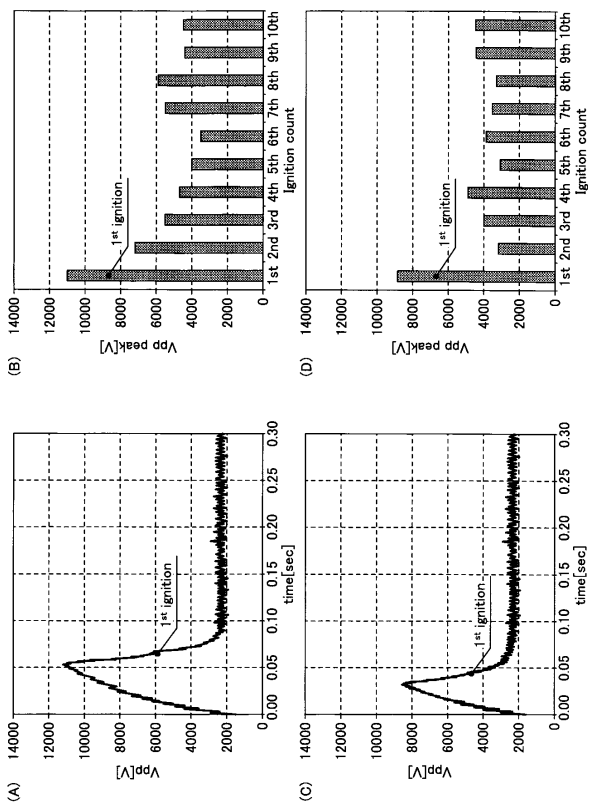 (A)
14000
12000
10000
8000
6000
4000
2000
0
Vpp[V]
1st ignition
0.00
0.05
0.10
0.15
0.20
0.25
0.30
time[sec]
(B)
14000
12000
10000
8000
6000
4000
2000
0
Vpp peak[V]
1st ignition
1st 2nd 3rd 4th 5th 6th 7th 8th 9th 10th
Ignition count
(C)
14000
12000
10000
8000
6000
4000
2000
0
Vpp[V]
1st ignition
0.00
0.05
0.10
0.15
0.20
0.25
0.30
time[sec]
(D)
14000
12000
10000
8000
6000
4000
2000
0
Vpp peak[V]
1st ignition
1st 2nd 3rd 4th 5th 6th 7th 8th 9th 10th
Ignition count